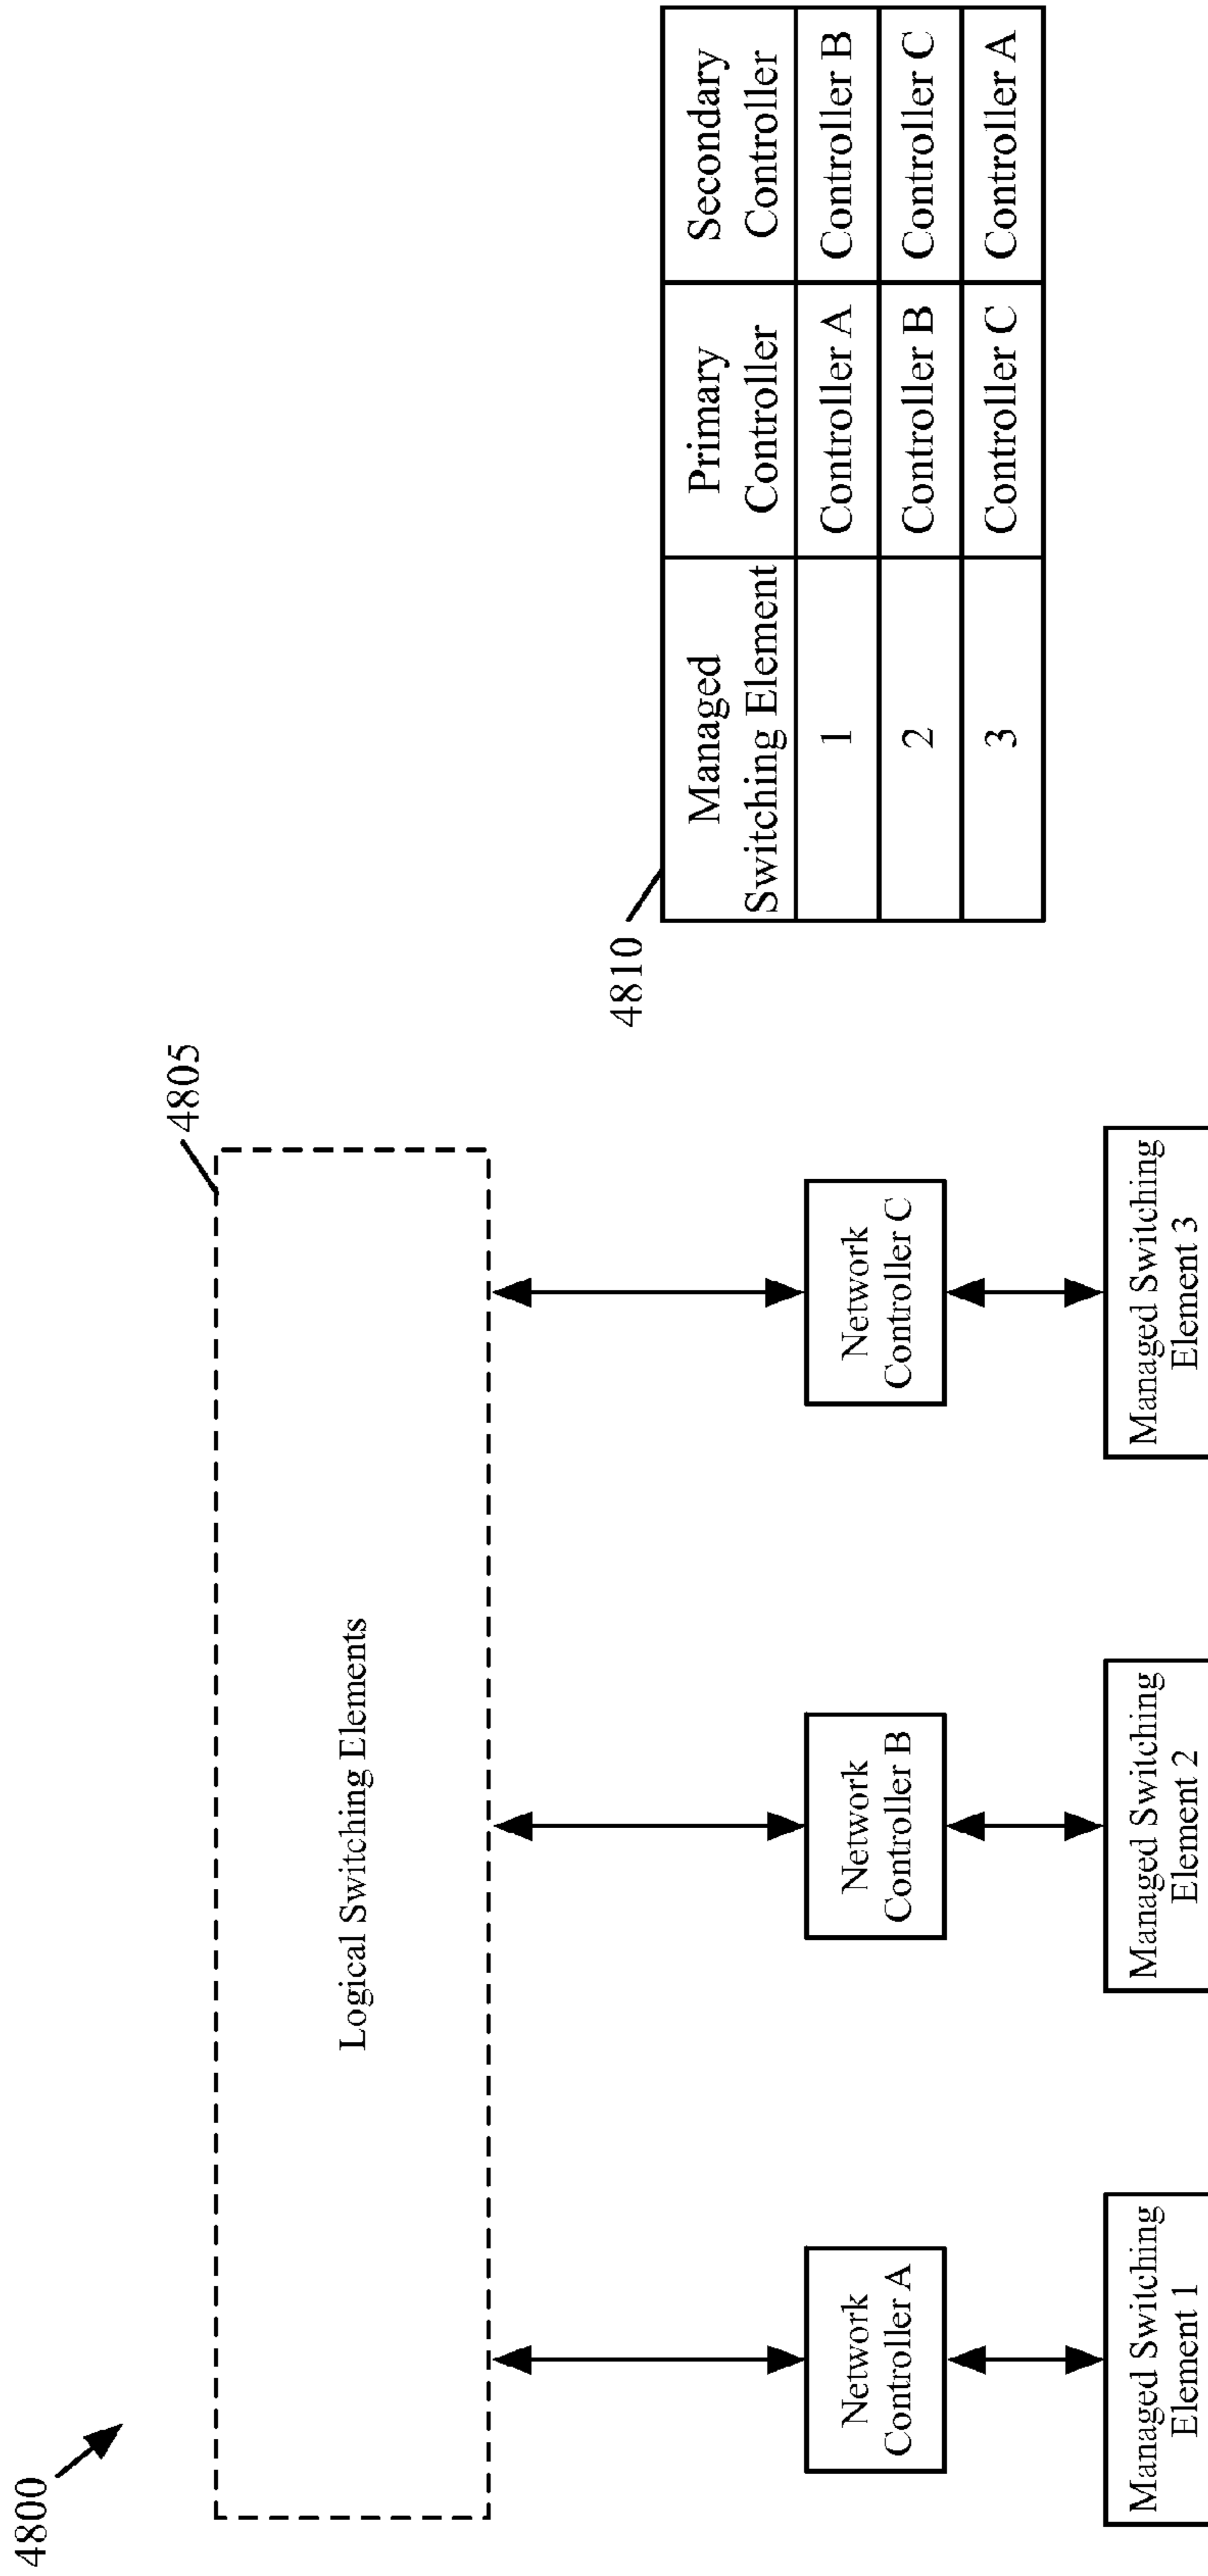 4800
4805
Logical Switching Elements
Network
Controller A
Network
Controller B
Network
Controller C
Managed Switching
Element 1
Managed Switching
Element 2
Managed Switching
Element 3
4810
Managed
Switching Element
Primary
Controller
Secondary
Controller
1
Controller A
Controller B
2
Controller B
Controller C
3
Controller C
Controller A